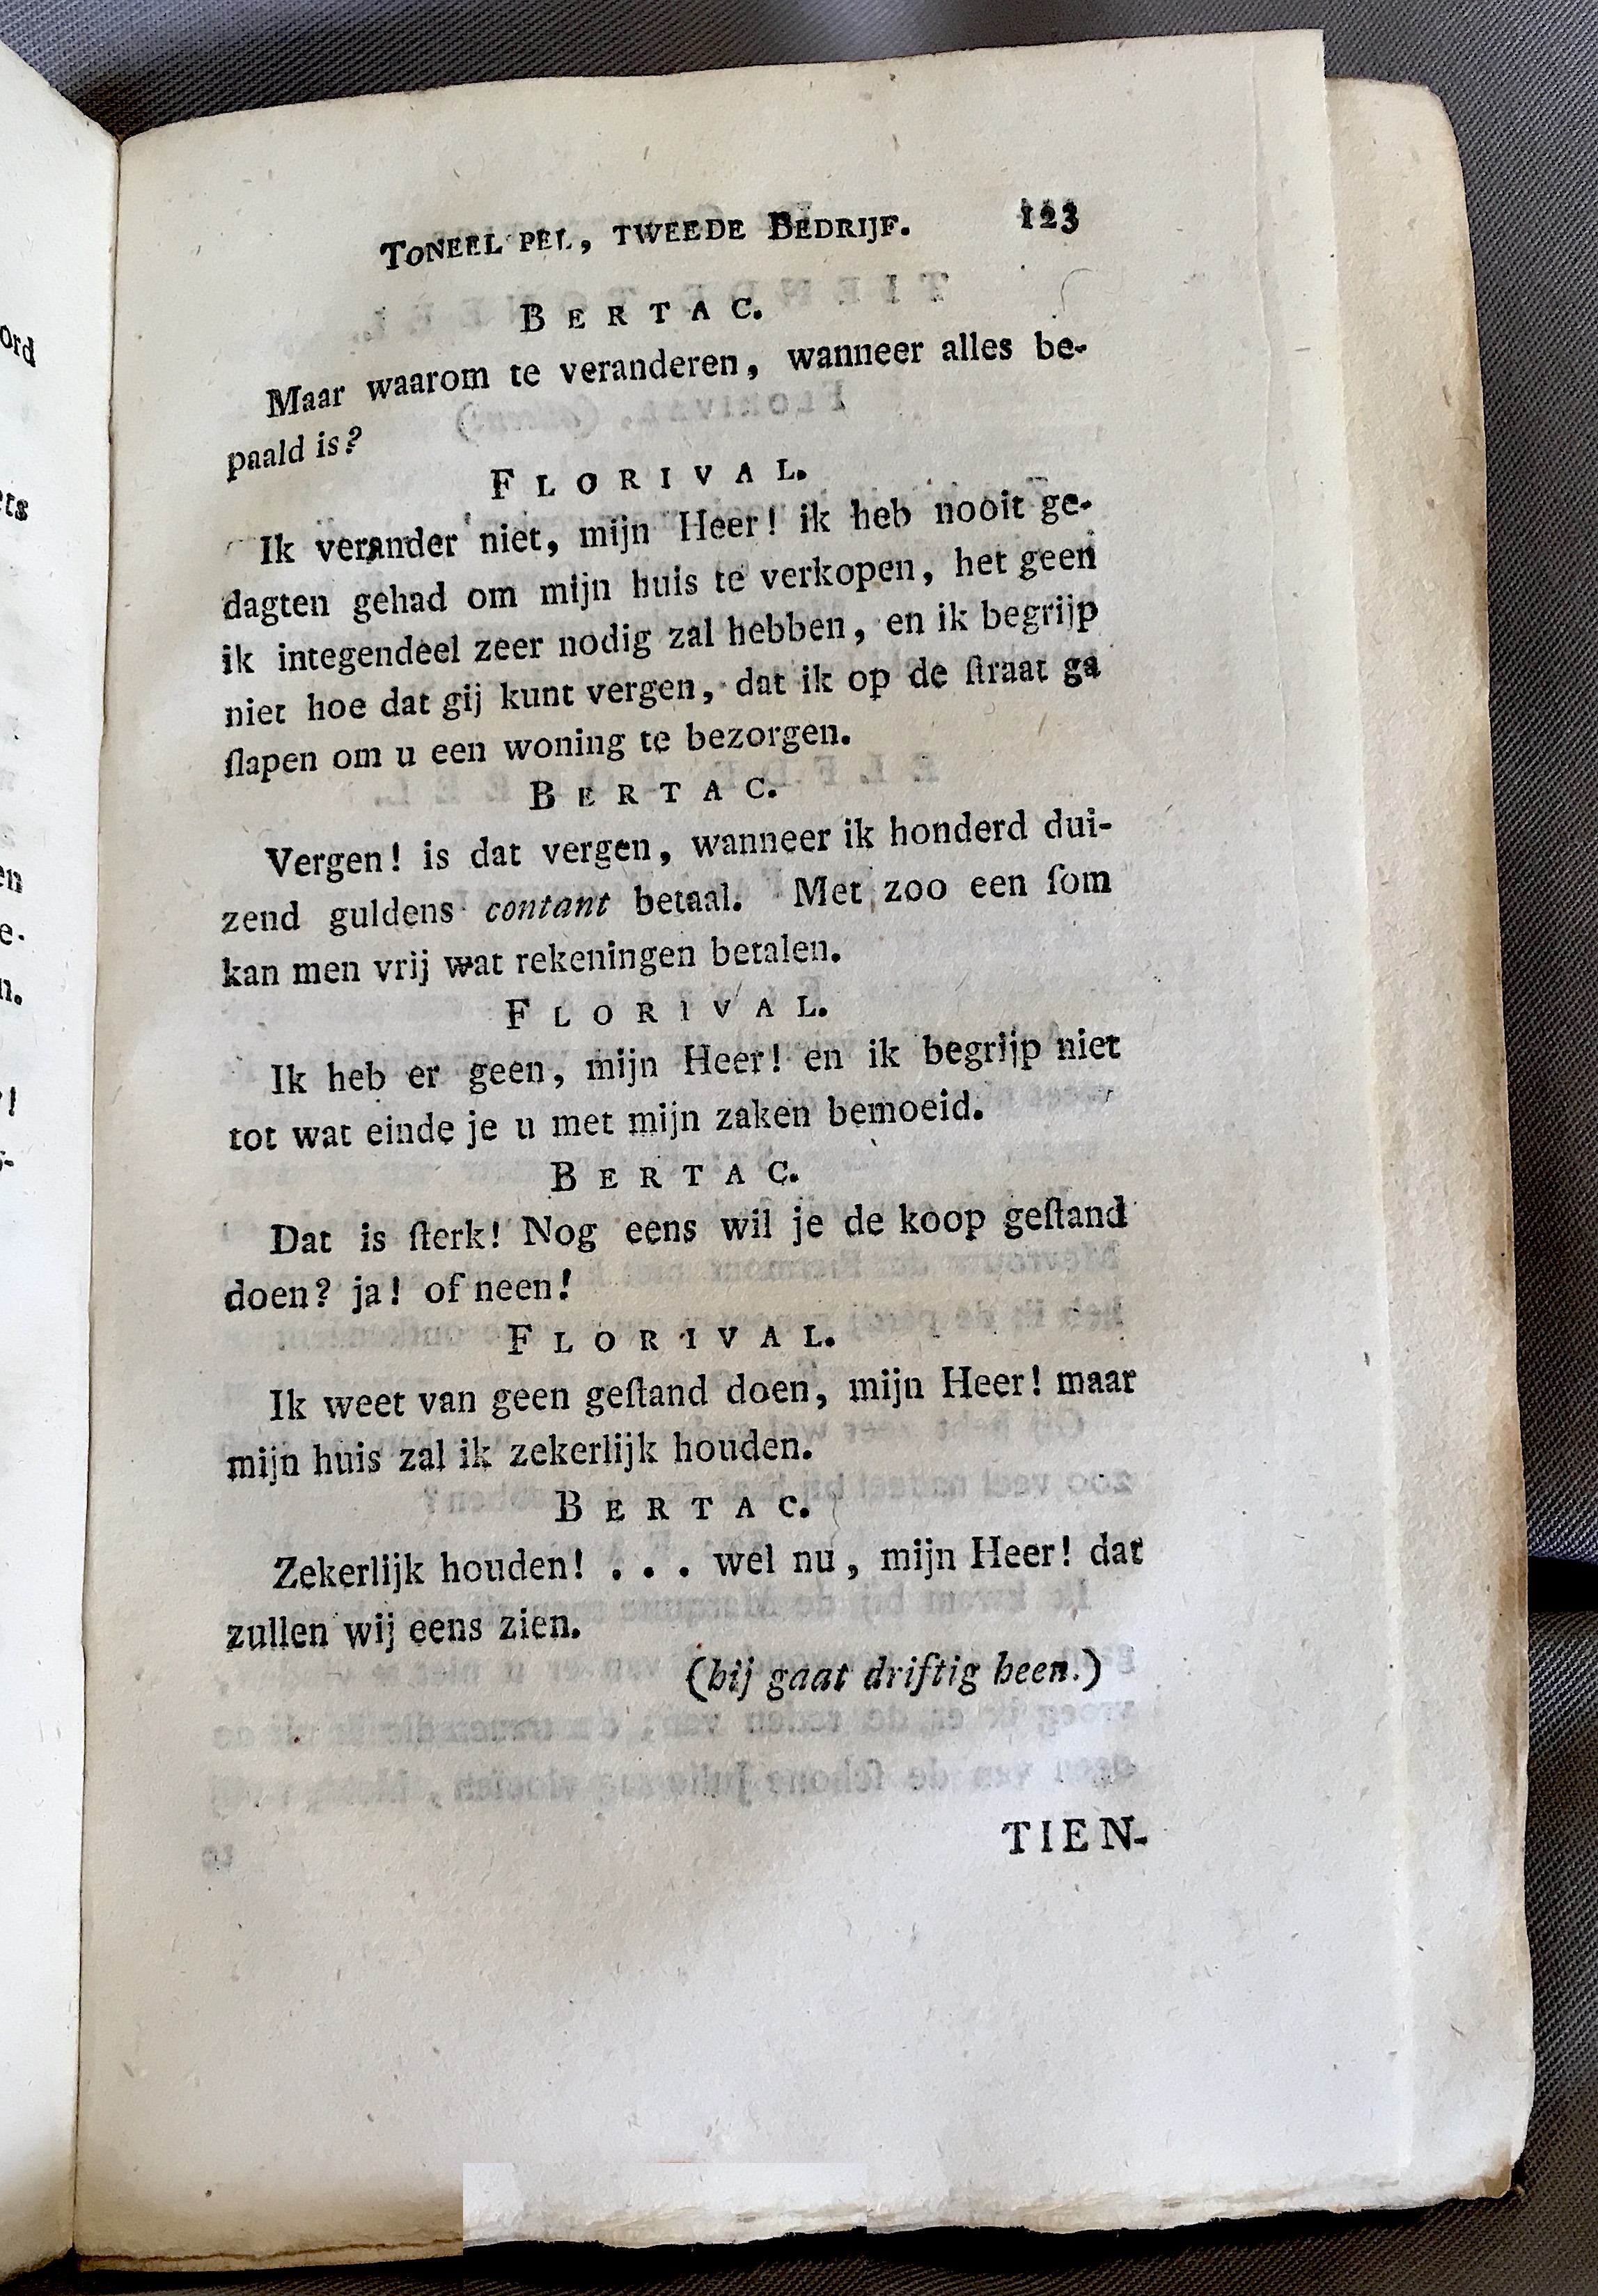 TONEEL PEL, TWEEDE BEDRIJF. 123
BERTAC.
Maar waarom te veranderen, wanneer alles be-
paald is?
FLORIVAL.
Ik verander niet, mijn Heer! ik heb nooit ge-
dagten gehad om mijn huis te verkopen, het geen
ik integendeel zeer nodig zal hebben, en ik begrijp
niet hoe dat gij kunt vergen, dat ik op de ſtraat ga
ſlapen om u een woning te bezorgen.
BERTAC.
Vergen! is dat vergen, wanneer ik honderd dui-
zend guldens contant betaal. Met zoo een ſom
kan men vrij wat rekeningen betalen.
FLORIVAL.
Ik heb er geen, mijn Heer! en ik begrijp niet
tot wat einde je u met mijn zaken bemoeid.
BERTAC.
Dat is ſterk! Nog eens wil je de koop geſtand
doen? ja! of neen!
FLORIVAL.
Ik weet van geen geſtand doen, mijn Heer! maar
mijn huis zal ik zekerlijk houden.
BERTAC.
Zekerlijk houden! . . . wel nu, mijn Heer! dat
zullen wij eens zien.
(hij gaat driftig heen.)
TIEN-